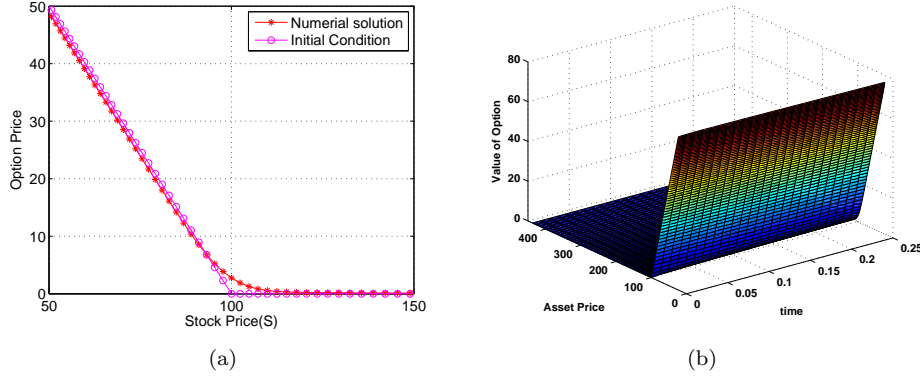 50
40
30
20
10
0
Option Price
50
100
150
Stock Price(S)
Numerial solution
Initial Condition
(a)
80
60
40
20
0
Value of Option
400
300
200
100
0
Asset Price
0
0.05
0.1
0.15
0.2
0.25
time
(b)